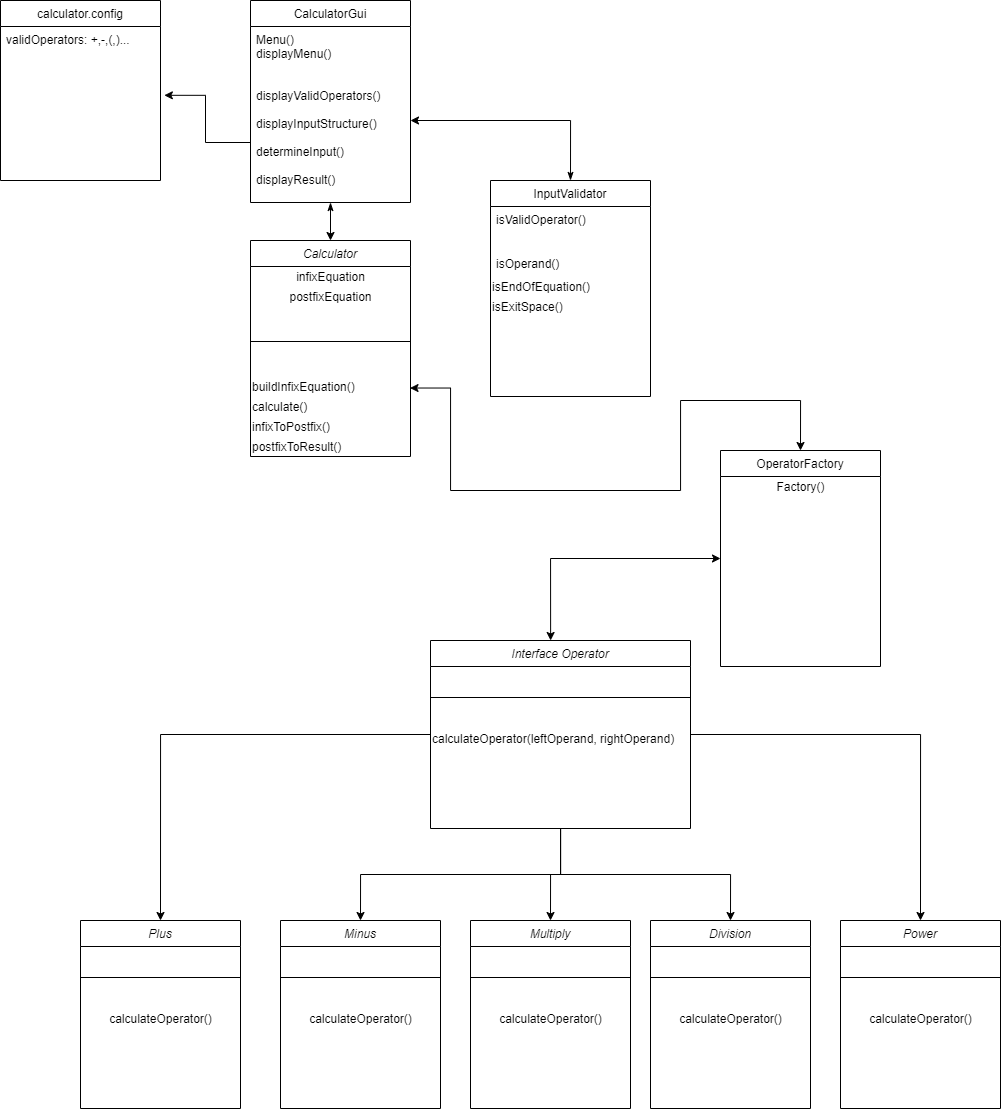 calculator.config
validOperators: +,-,(,)...
CalculatorGui
Menu()
displayMenu()
displayValidOperators()
displayInputStructure()
determineInput()
displayResult()
InputValidator
isValidOperator()
isOperand()
isEndOfEquation()
isExitSpace()
Calculator
infixEquation
postfixEquation
buildInfixEquation()
calculate()
infixToPostfix()
postfixToResult()
OperatorFactory
Factory()
Interface Operator
calculateOperator(leftOperand, rightOperand)
Plus
calculateOperator()
Minus
calculateOperator()
Multiply
calculateOperator()
Division
calculateOperator()
Power
calculateOperator()